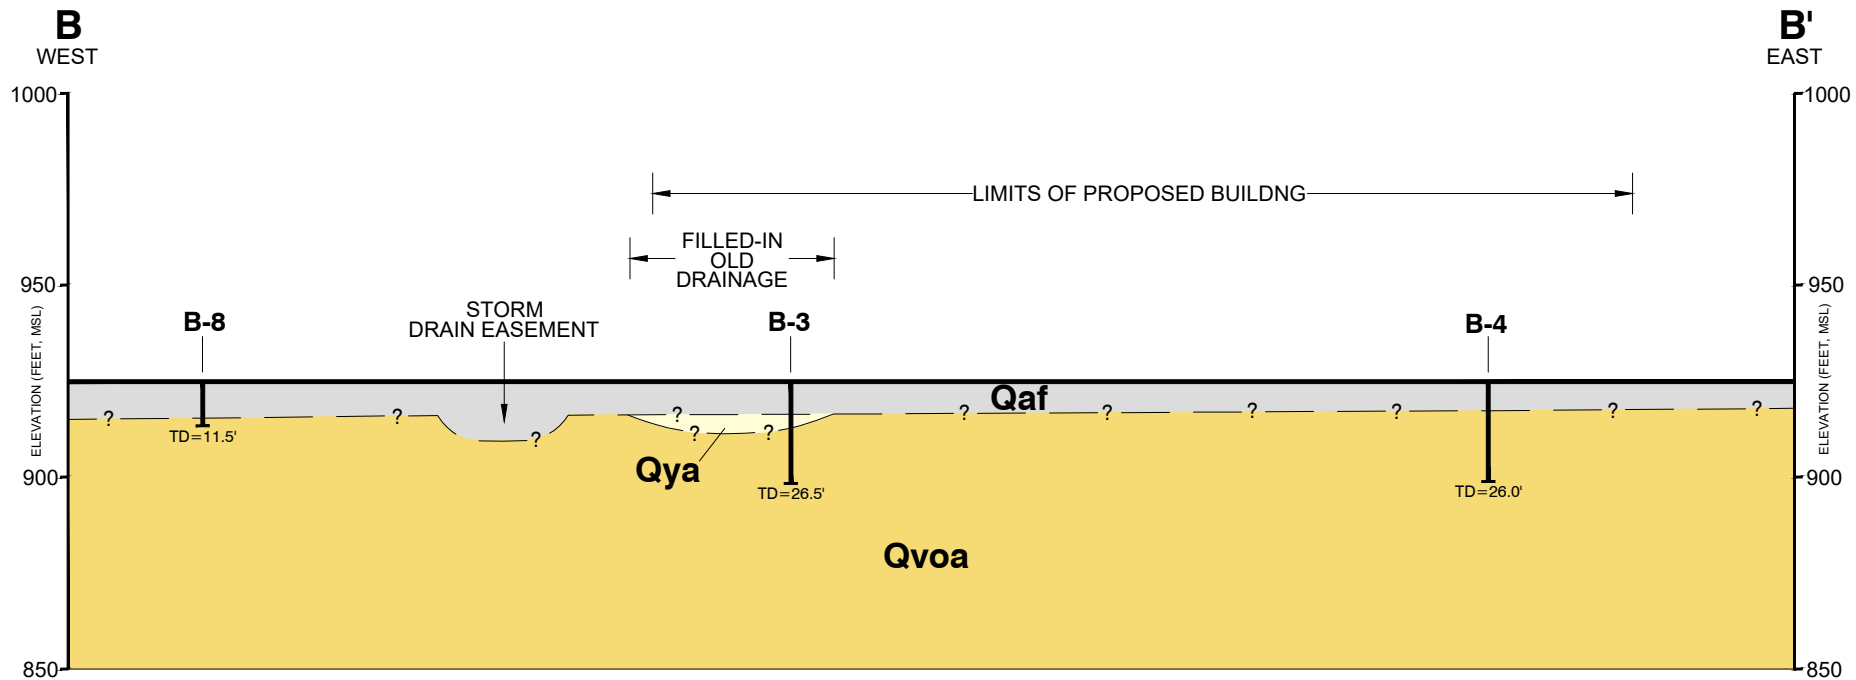 B
WEST
B'
EAST
1000
1000
LIMITS OF PROPOSED BUILDNG
FILLED-IN
OLD
DRAINAGE
950
950
STORM
DRAIN EASEMENT
B-8
B-3
B-4
ELEVATION (FEET, MSL)
ELEVATION (FEET, MSL)
Qaf
? ? ? ? ? ? ? ? ? ? ? ?
TD=11.5'
Qya
900
900
TD=26.5'
TD=26.0'
Qvoa
850
850